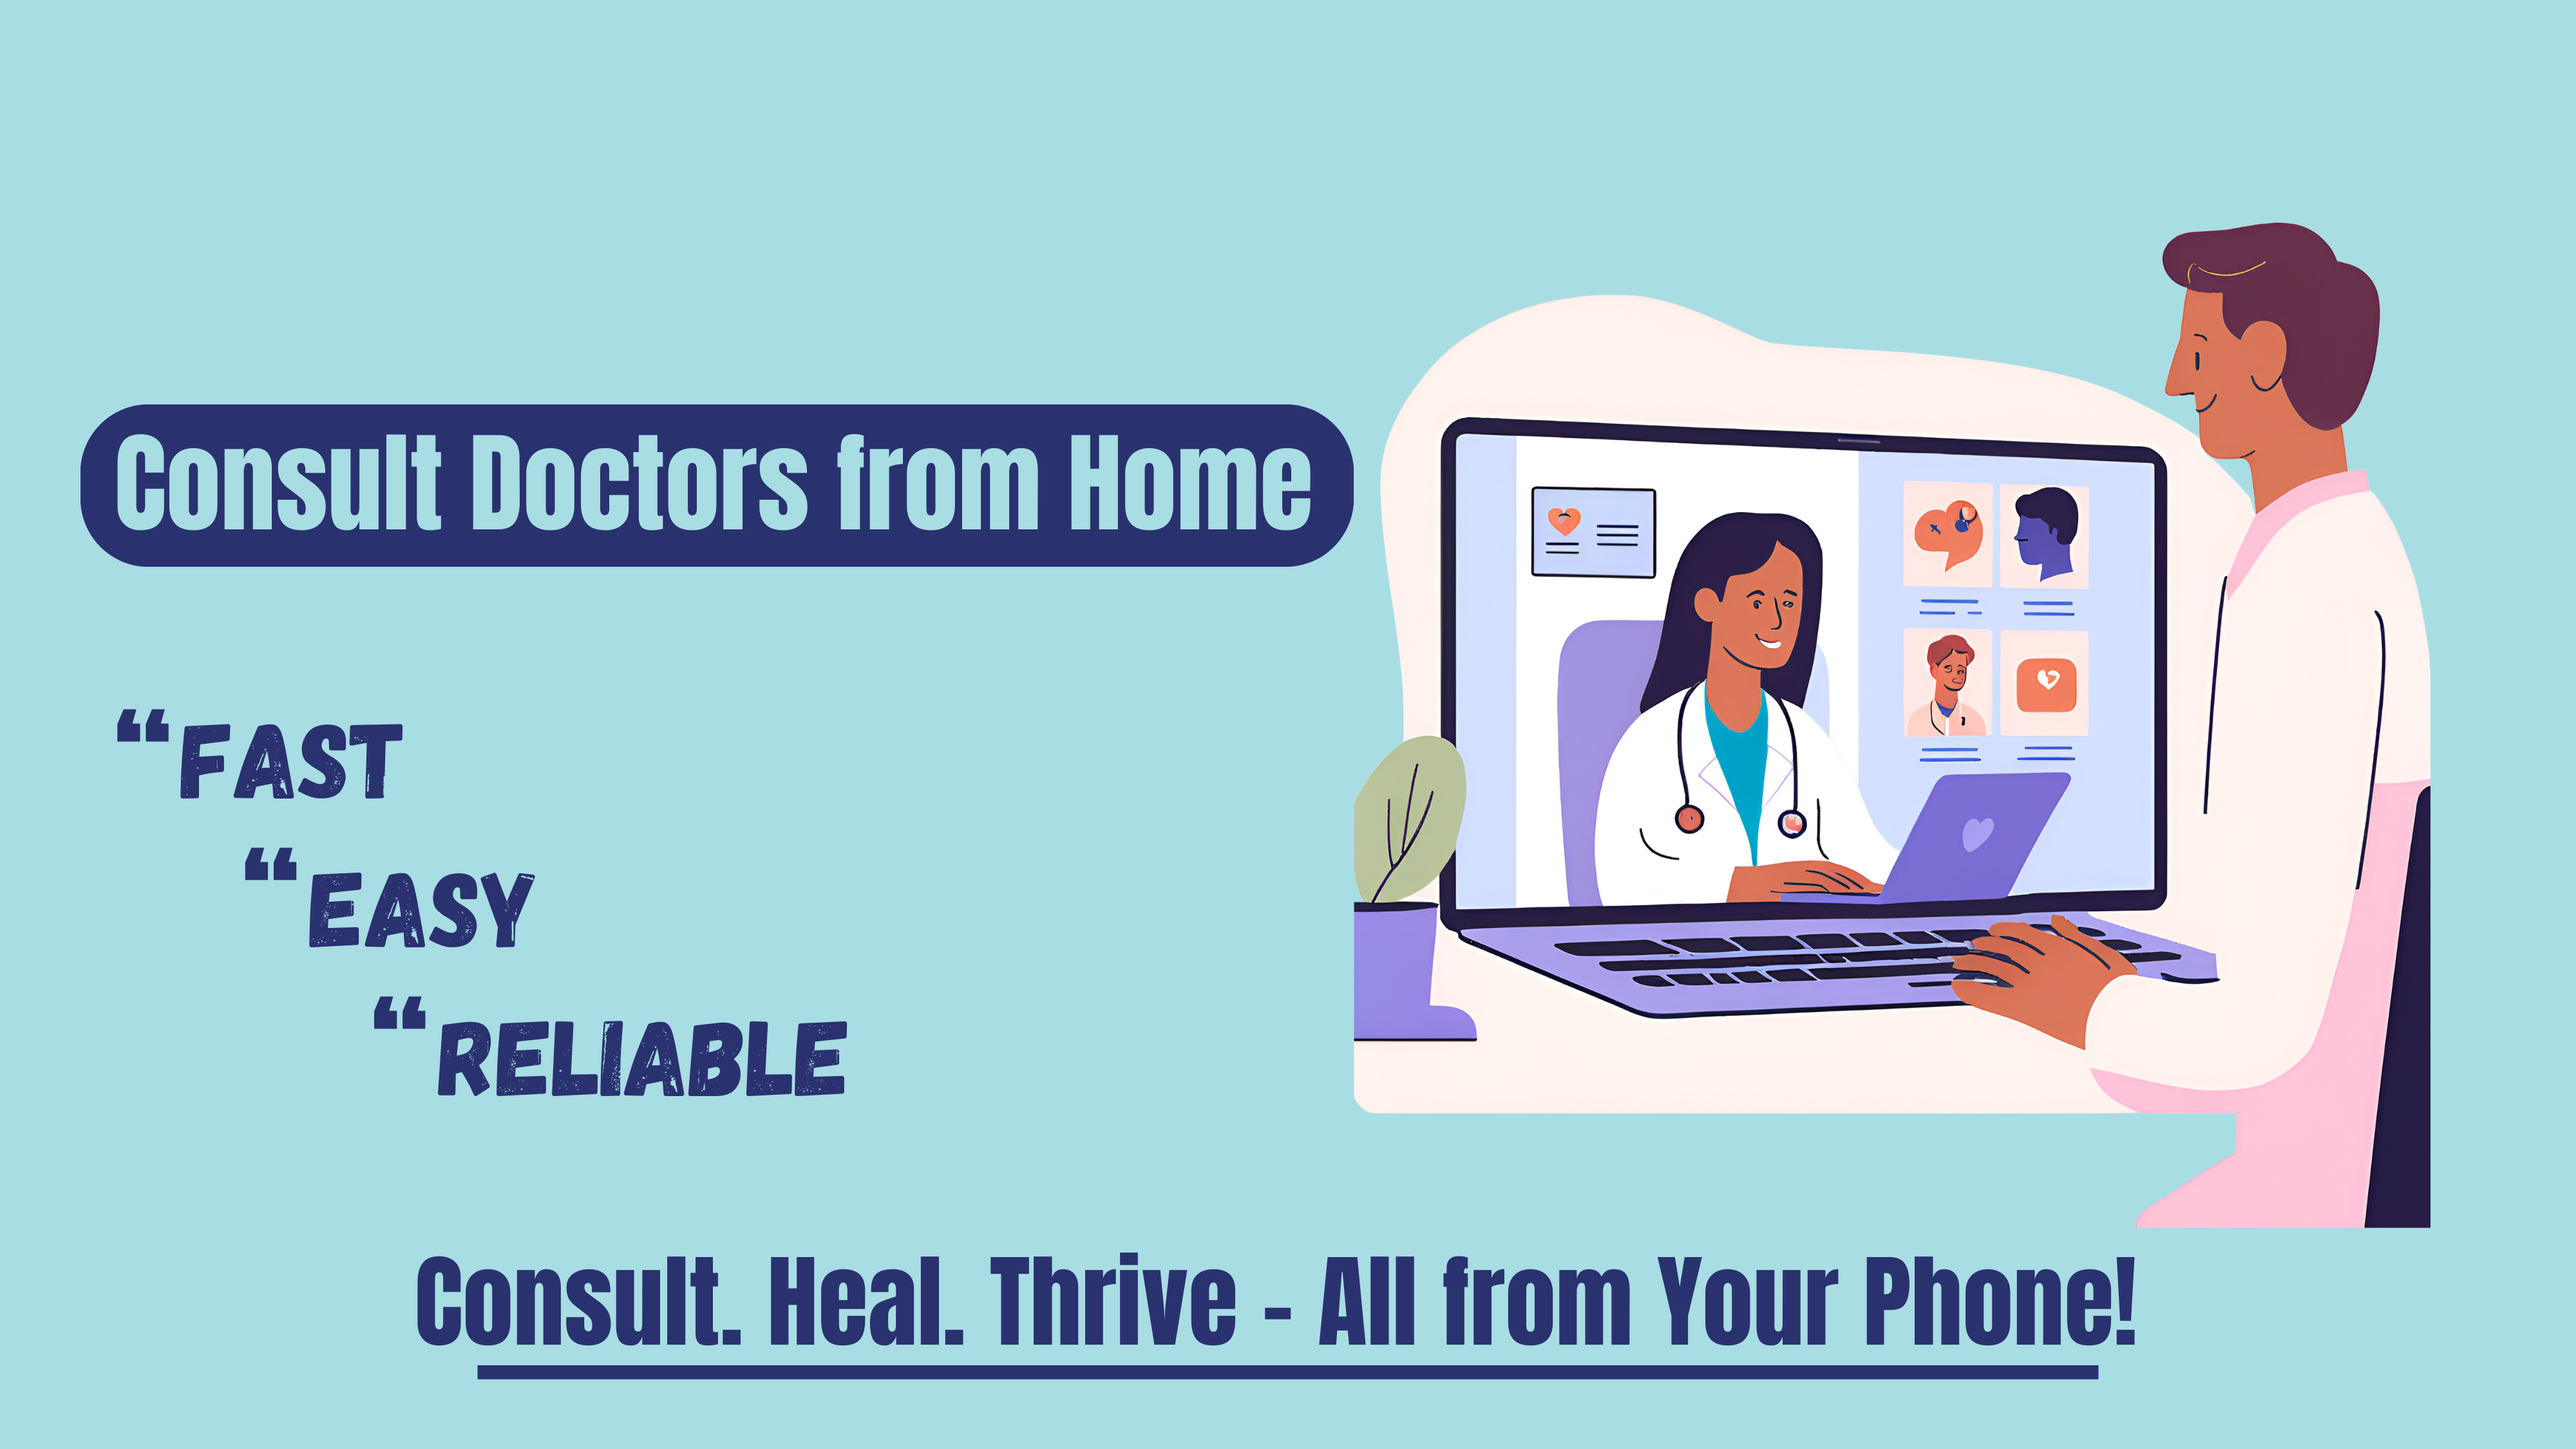 Consult Doctors from Home
❝FAST
❝EASY
❝RELIABLE
Consult. Heal. Thrive - All from Your Phone!